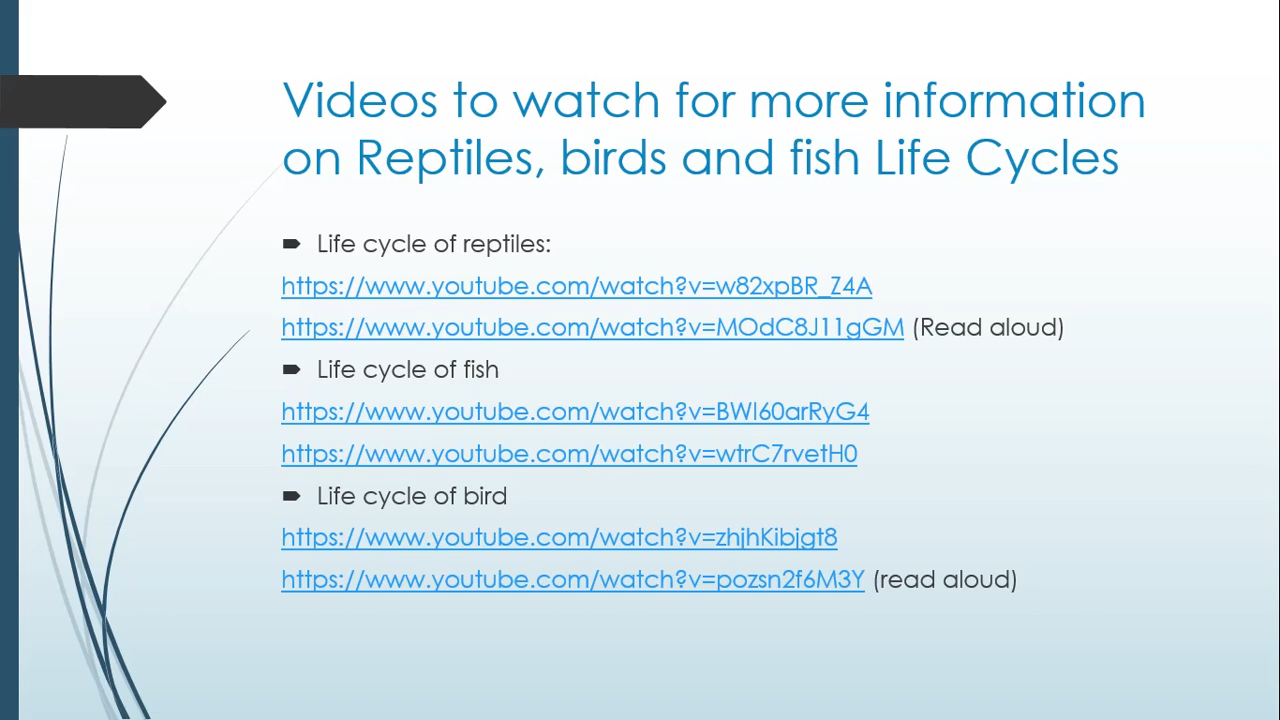 Videos to watch for more information
on Reptiles, birds and fish Life Cycles
Life cycle of reptiles:
https://www.youtube.com/watch?v=w82xpBR_Z4A
https://www.youtube.com/watch?v=MOdC8J11gGM (Read aloud)
Life cycle of fish
https://www.youtube.com/watch?v=BWI60arRyG4
https://www.youtube.com/watch?v=wtrC7rvetH0
Life cycle of bird
https://www.youtube.com/watch?v=zhjhKibjgt8
https://www.youtube.com/watch?v=pozsn2f6M3Y (read aloud)